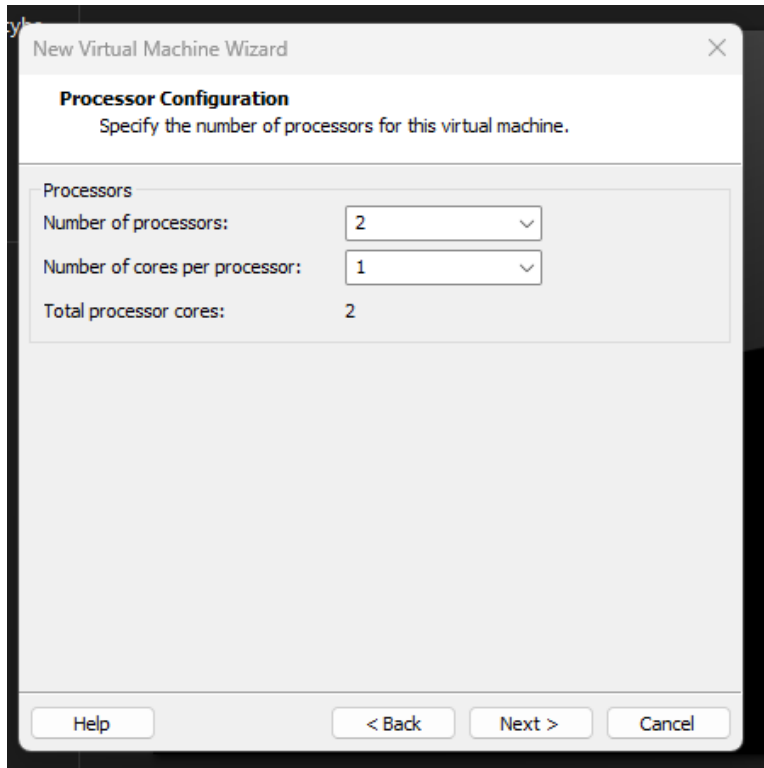 New Virtual Machine Wizard
Processor Configuration
Specify the number of processors for this virtual machine.
Processors
Number of processors: 2
Number of cores per processor: 1
Total processor cores: 2
Help < Back Next > Cancel